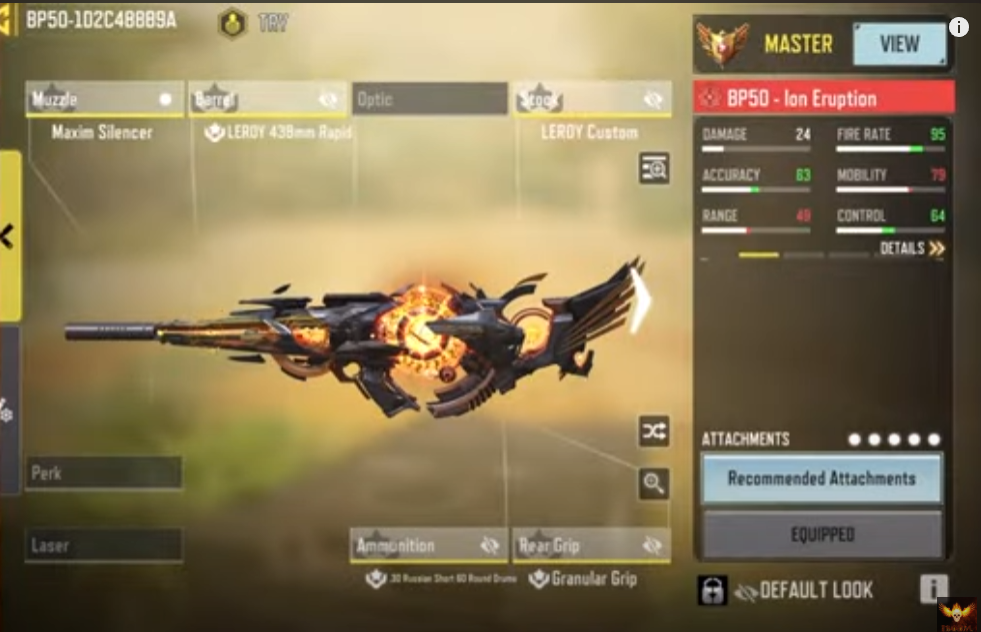 BP50-1D2C48B89A
TRY
MASTER
VIEW
Muzzle
Barrel
Optic
Stock
Maxim Silencer
LEROY 438mm Rapid
LEROY Custom
BP50 - Ion Eruption
DAMAGE 24
FIRE RATE 95
ACCURACY 63
MOBILITY 79
RANGE 49
CONTROL 64
DETAILS
Perk
Laser
Ammunition
Rear Grip
.30 Russian Short 60 Round Drums
Granular Grip
ATTACHMENTS
Recommended Attachments
EQUIPPED
DEFAULT LOOK